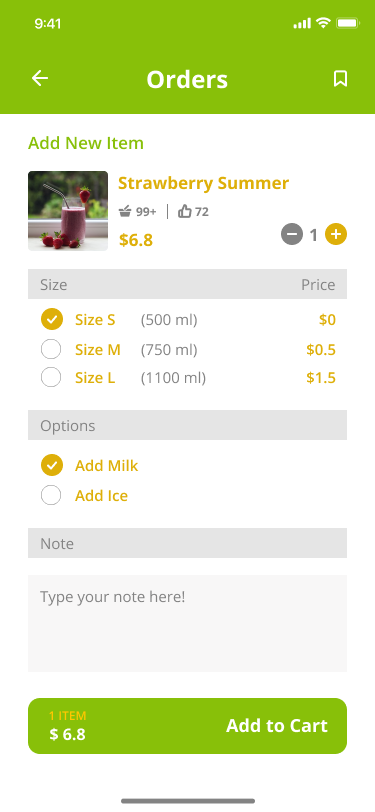 9:41
Orders
Add New Item
Strawberry Summer
99+ 72
$6.8
1
Size Price
Size S (500 ml) $0
Size M (750 ml) $0.5
Size L (1100 ml) $1.5
Options
Add Milk
Add Ice
Note
Type your note here!
1 ITEM
$ 6.8
Add to Cart